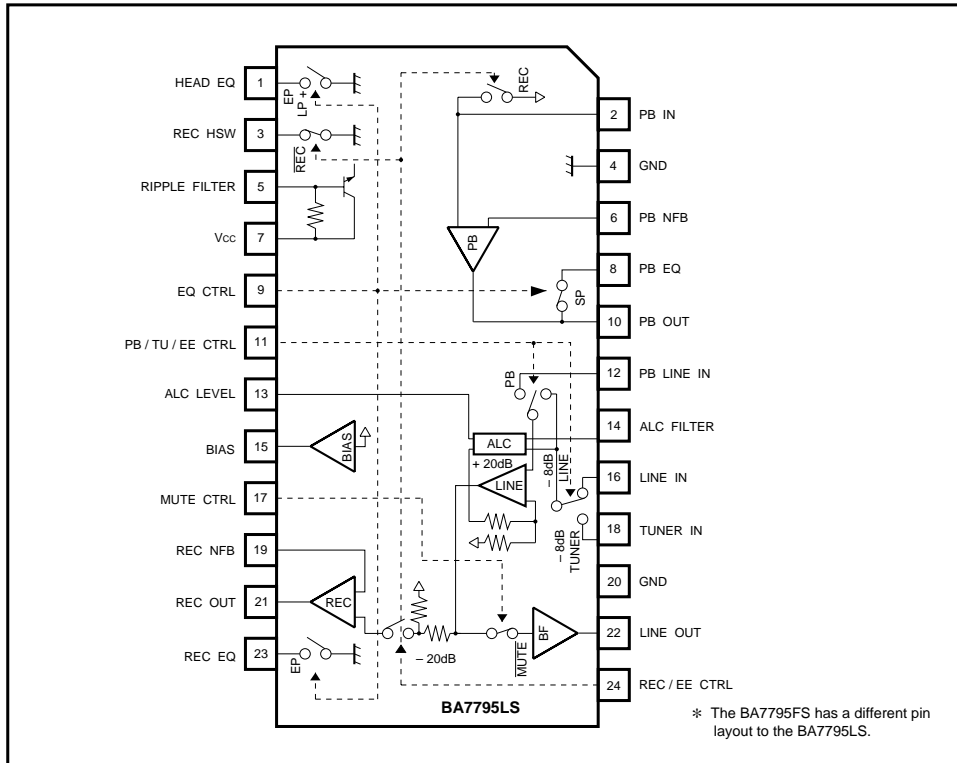 HEAD EQ 1
EP
LP +
REC
2 PB IN
REC HSW 3
REC
4 GND
RIPPLE FILTER 5
6 PB NFB
Vcc 7
PB
8 PB EQ
EQ CTRL 9
SP
10 PB OUT
PB / TU / EE CTRL 11
PB
12 PB LINE IN
ALC LEVEL 13
ALC
14 ALC FILTER
BIAS 15
BIAS
+ 20dB
LINE
– 8dB
LINE
16 LINE IN
MUTE CTRL 17
– 8dB
TUNER
18 TUNER IN
REC NFB 19
20 GND
REC OUT 21
REC
– 20dB
MUTE
BF
22 LINE OUT
REC EQ 23
EP
24 REC / EE CTRL
BA7795LS
* The BA7795FS has a different pin
layout to the BA7795LS.